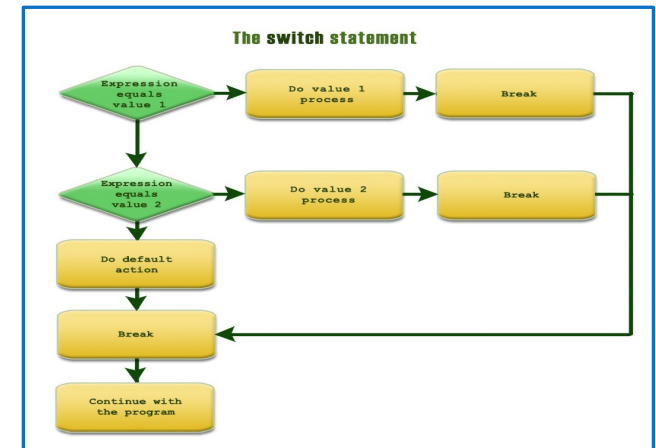 The switch statement
Expression
equals
value 1
Do value 1
process
Break
Expression
equals
value 2
Do value 2
process
Break
Do default
action
Break
Continue with
the program